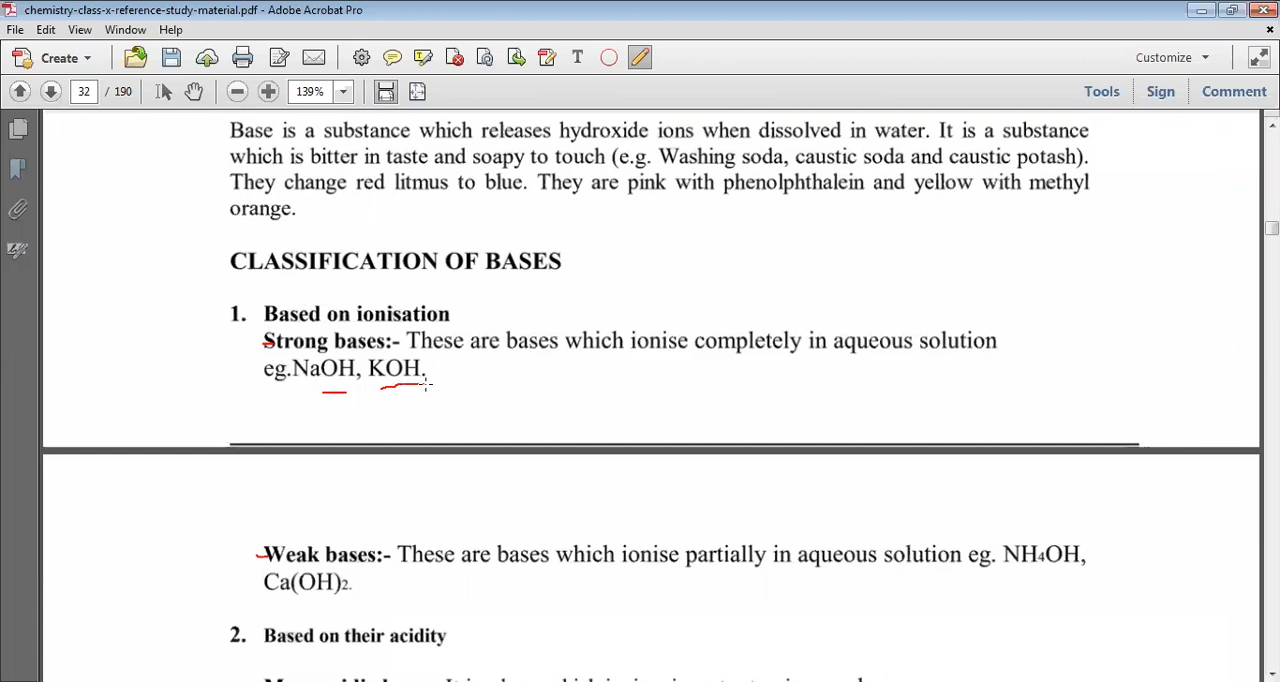 chemistry-class-x-reference-study-material.pdf - Adobe Acrobat Pro
File Edit View Window Help
Create Customize
32 / 190 139% Tools Sign Comment
Base is a substance which releases hydroxide ions when dissolved in water. It is a substance
which is bitter in taste and soapy to touch (e.g. Washing soda, caustic soda and caustic potash).
They change red litmus to blue. They are pink with phenolphthalein and yellow with methyl
orange.
CLASSIFICATION OF BASES
1. Based on ionisation
Strong bases:- These are bases which ionise completely in aqueous solution
eg.NaOH, KOH.
Weak bases:- These are bases which ionise partially in aqueous solution eg. NH4OH,
Ca(OH)2.
2. Based on their acidity